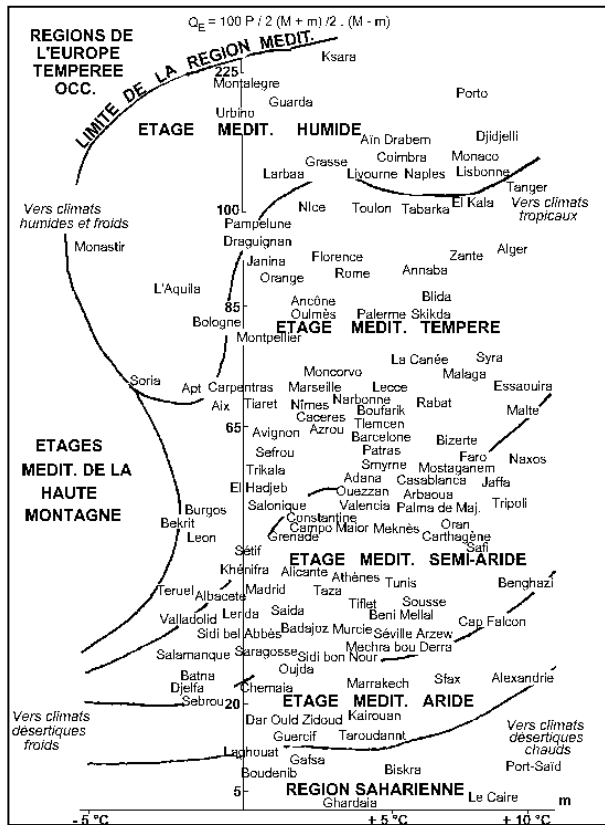 Q_E = 100 P / 2 (M + m) /2 . (M - m)
REGIONS DE
L'EUROPE
TEMPEREE
OCC.
LIMITE DE LA REGION MEDIT.
225
Ksara
Montalegre
Porto
Guarda
Urbino
ETAGE MEDIT. HUMIDE
Aïn Drabem
Djidjelli
Coimbra
Monaco
Grasse
Larbaa
Livourne
Naples
Lisbonne
Tanger
Vers climats
humides et froids
100
NIce
Toulon
Tabarka
El Kala
Vers climats
tropicaux
Pampelune
Monastir
Draguignan
Janina
Florence
Zante
Alger
Orange
Rome
Annaba
L'Aquila
Ancône
Blida
85
Oulmès
Palerme
Skikda
Bologne
ETAGE MEDIT. TEMPERE
Montpellier
La Canée
Syra
Moncorvo
Malaga
Soria
Apt
Carpentras
Marseille
Lecce
Essaouira
Aix
Tiaret
Nîmes
Narbonne
Rabat
Boufarik
Malte
Caceres
Tlemcen
65
Avignon
Azrou
Barcelone
Bizerte
ETAGES
MEDIT. DE LA
HAUTE
MONTAGNE
Sefrou
Patras
Faro
Naxos
Trikala
Smyrne
Mostaganem
Adana
Casablanca
Jaffa
El Hadjeb
Ouezzan
Arbaoua
Salonique
Valencia
Palma de Maj.
Tripoli
Burgos
Constantine
Bekrit
Campo Maior
Meknès
Oran
Leon
Grenade
Carthagène
Safi
Sétif
ETAGE MEDIT. SEMI-ARIDE
Khénifra
Alicante
Athènes
Tunis
Benghazi
Teruel
Albacete
Madrid
Taza
Tiflet
Sousse
Valladolid
Lerida
Saida
Beni Mellal
Cap Falcon
Sidi bel Abbès
Badajoz
Murcie
Séville
Arzew
Salamanque
Saragosse
Mechra bou Derra
Sidi bon Nour
Oujda
Batna
Sfax
Alexandrie
Djelfa
Chemaia
Marrakech
Sebrou
20
ETAGE MEDIT. ARIDE
Vers climats
dèsertiques
froids
Dar Ould Zidoud
Kairouan
Vers climats
dèsertiques
chauds
Guercif
Taroudannt
Laghouat
Gafsa
Boudenib
Biskra
Port-Saïd
5
REGION SAHARIENNE
Ghardaia
Le Caire
m
- 5 °C
+ 5 °C
+ 10 °C